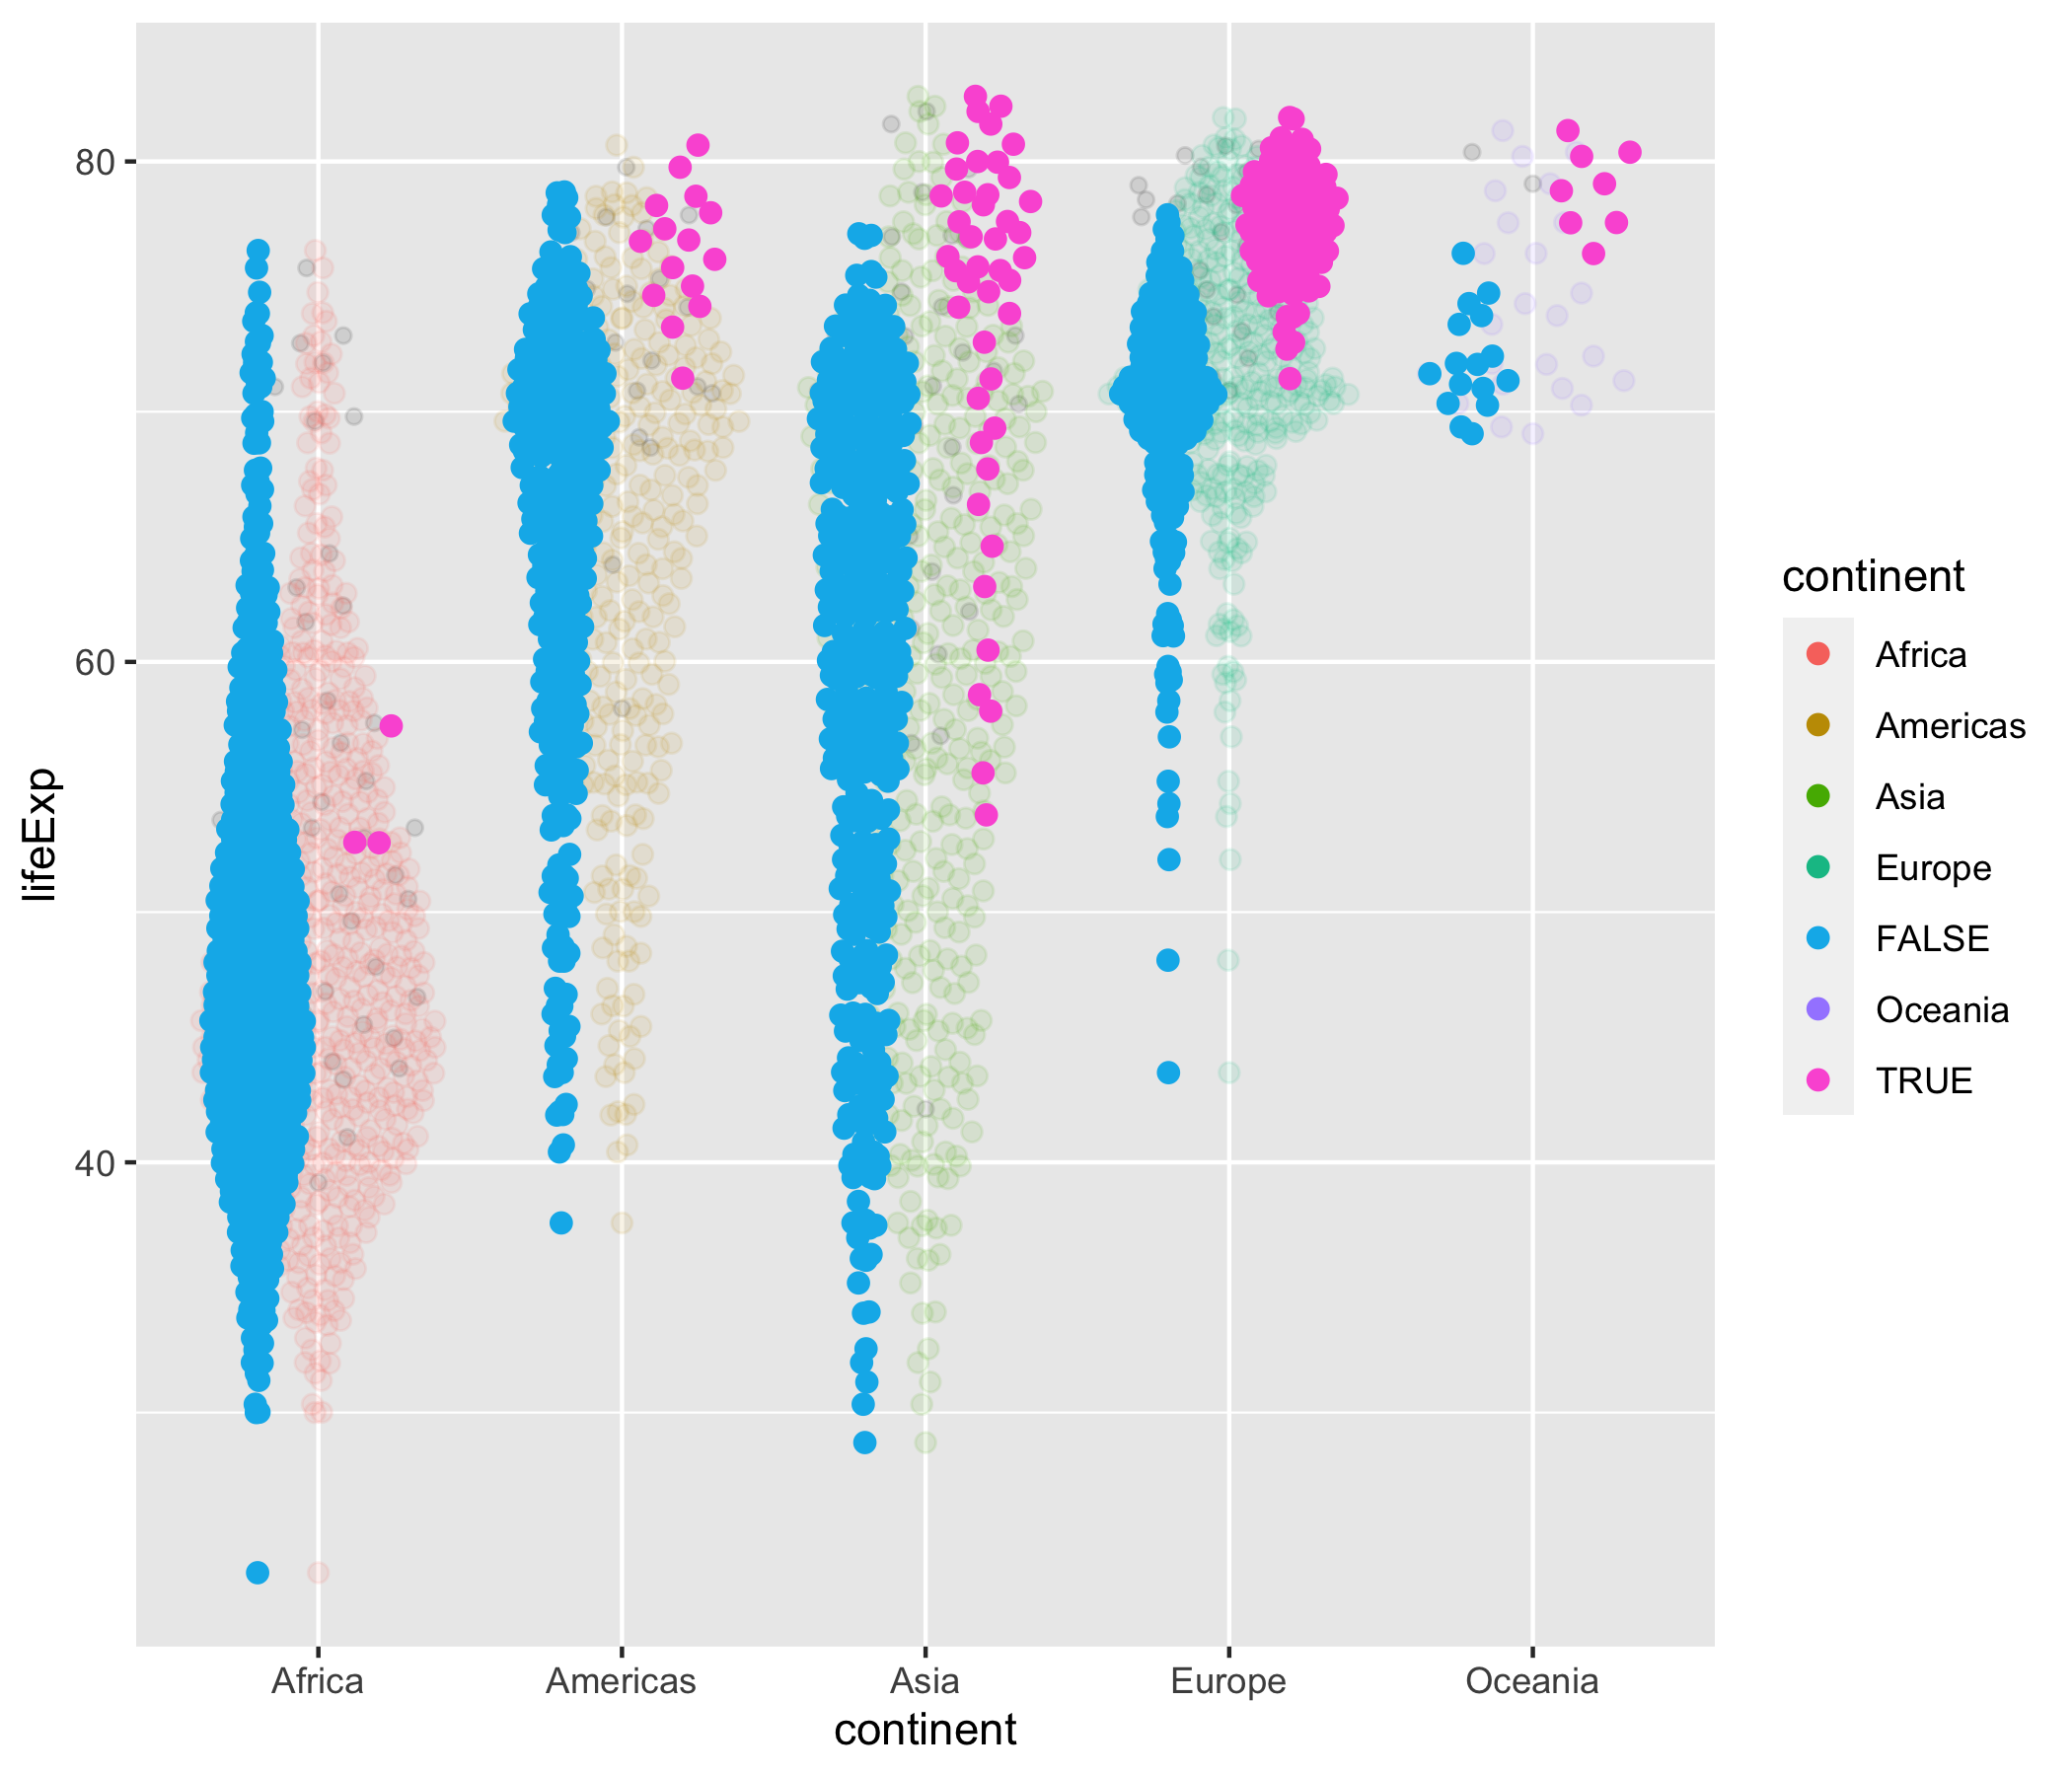 80
60
40
lifeExp
Africa
Americas
Asia
Europe
Oceania
continent
continent
Africa
Americas
Asia
Europe
FALSE
Oceania
TRUE